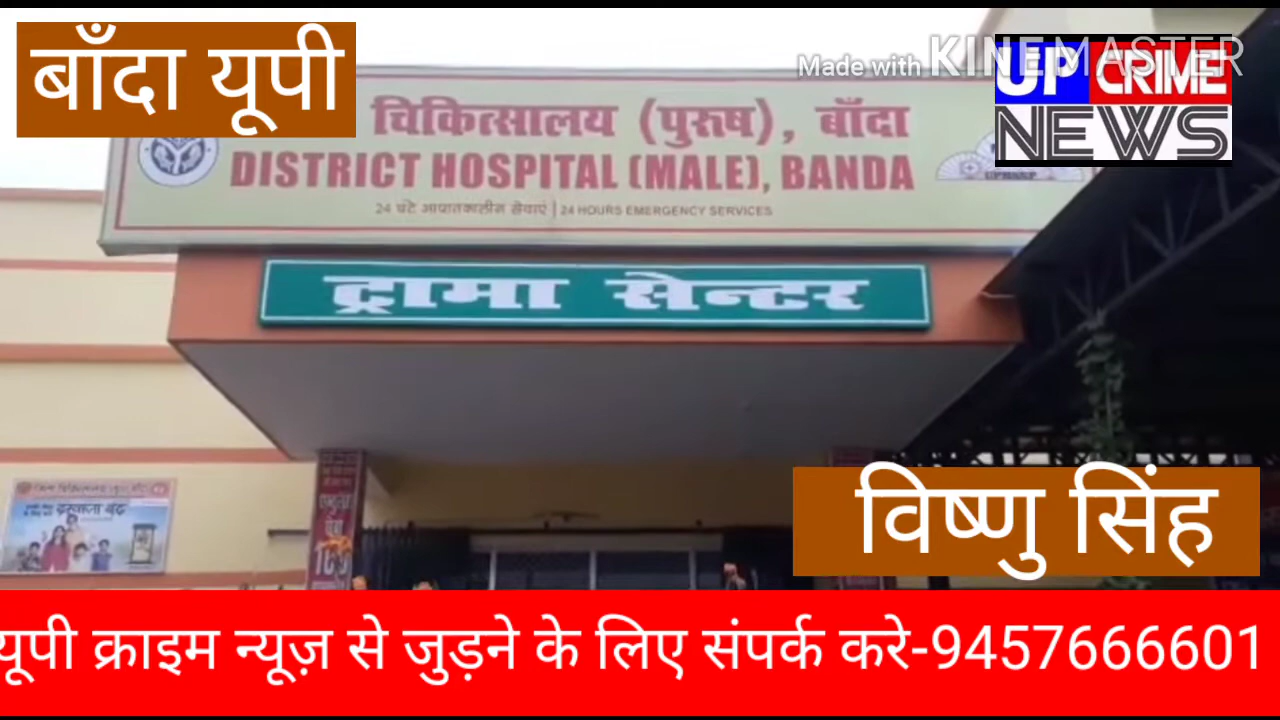 बाँदा यूपी
Made with KINEMASTER
UP CRIME
NEWS
चिकित्सालय (पुरुष), बाँदा
DISTRICT HOSPITAL (MALE), BANDA
24 घंटे आपातकालीन सेवाएं | 24 HOURS EMERGENCY SERVICES
ट्रामा सेन्टर
दरवाजा बंद
विष्णु सिंह
यूपी क्राइम न्यूज़ से जुड़ने के लिए संपर्क करे-9457666601